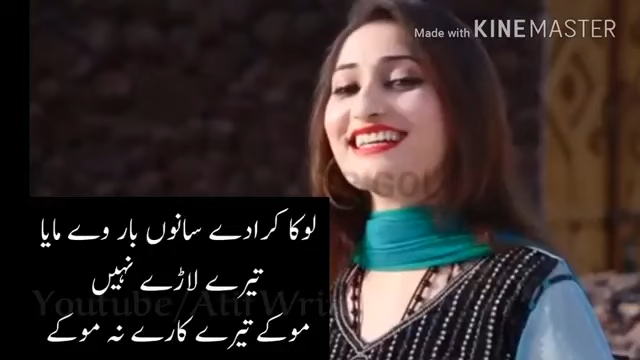 Made with KINEMASTER
لوکا کرادے سانوں بار وے مایا
تیرے لاڑے نہیں
موکے تیرے کارے نہ موکے